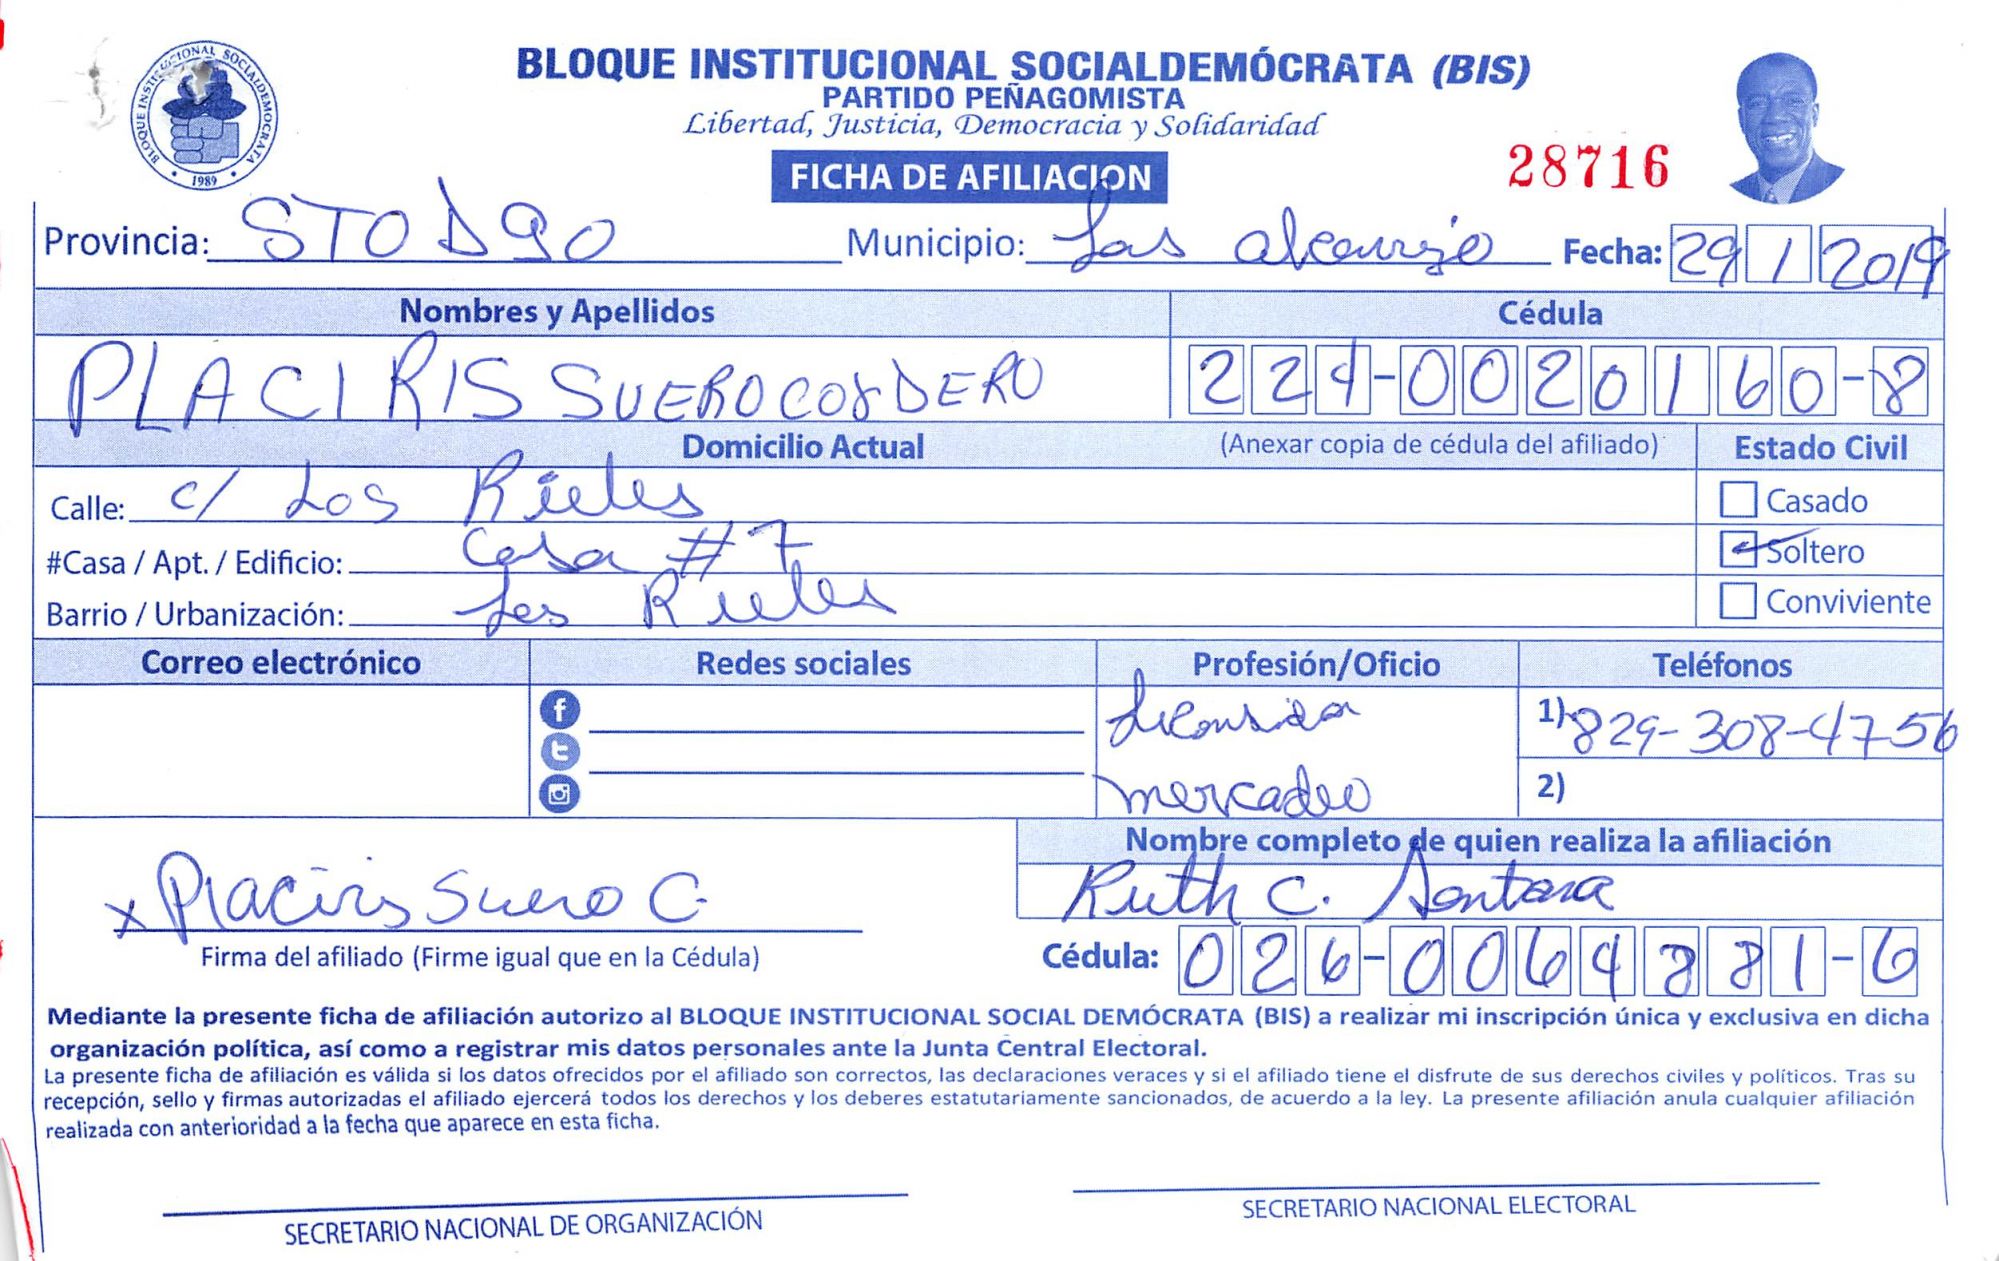 BLOQUE INSTITUCIONAL SOCIALDEMÓCRATA (BIS)
PARTIDO PEÑAGOMISTA
Libertad, Justicia, Democracia y Solidaridad
BLOQUE INSTITUCIONAL SOCIALDEMOCRATA
1989
28716
FICHA DE AFILIACION
Provincia: STO DGO Municipio: Los alcarrizo Fecha: 29 1 2019
Nombres y Apellidos Cédula
PLACIRIS SUERO CORDERO 224-0020160-8
Domicilio Actual (Anexar copia de cédula del afiliado) Estado Civil
Calle: c/ Los Rieles Casado
#Casa / Apt. / Edificio: Casa #7 Soltero
Barrio / Urbanización: Los Rieles Conviviente
Correo electrónico Redes sociales Profesión/Oficio Teléfonos
1) 829-308-4756
mercadeo 2)
Nombre completo de quien realiza la afiliación
x Placiris Suero C. Ruth C. Santana
Firma del afiliado (Firme igual que en la Cédula) Cédula: 026-0064881-6
Mediante la presente ficha de afiliación autorizo al BLOQUE INSTITUCIONAL SOCIAL DEMÓCRATA (BIS) a realizar mi inscripción única y exclusiva en dicha
organización política, así como a registrar mis datos personales ante la Junta Central Electoral.
La presente ficha de afiliación es válida si los datos ofrecidos por el afiliado son correctos, las declaraciones veraces y si el afiliado tiene el disfrute de sus derechos civiles y políticos. Tras su
recepción, sello y firmas autorizadas el afiliado ejercerá todos los derechos y los deberes estatutariamente sancionados, de acuerdo a la ley. La presente afiliación anula cualquier afiliación
realizada con anterioridad a la fecha que aparece en esta ficha.
SECRETARIO NACIONAL DE ORGANIZACIÓN SECRETARIO NACIONAL ELECTORAL